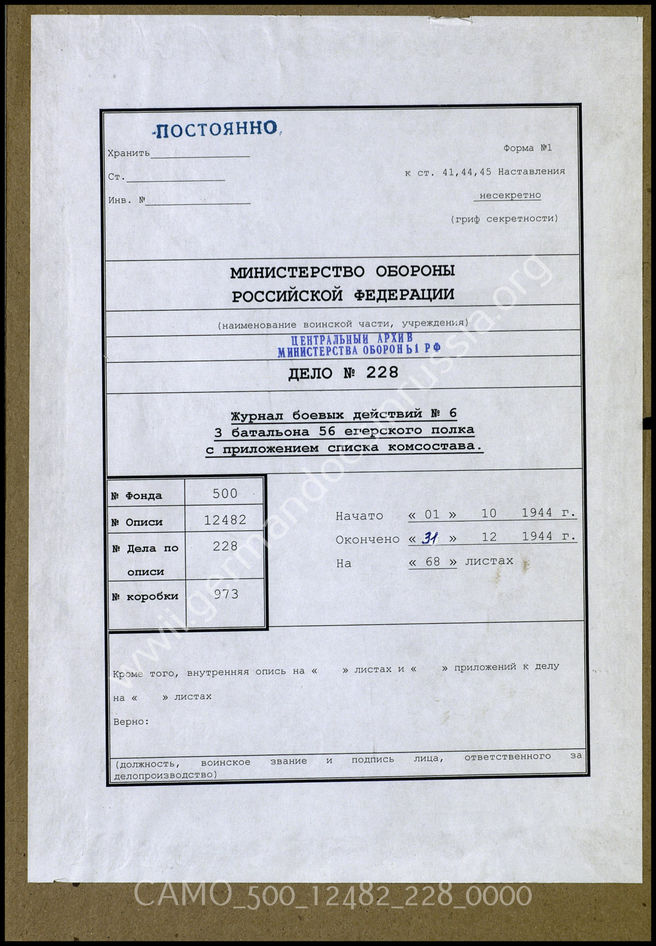 ПОСТОЯННО
Хранить
Форма №1
Ст.
к ст. 41,44,45 Наставления
Инв. №
несекретно
(гриф секретности)
МИНИСТЕРСТВО ОБОРОНЫ
РОССИЙСКОЙ ФЕДЕРАЦИИ
(наименование воинской части, учреждения)
ЦЕНТРАЛЬНЫЙ АРХИВ
МИНИСТЕРСТВА ОБОРОНЫ РФ
ДЕЛО № 228
Журнал боевых действий № 6
3 батальона 56 егерского полка
с приложением списка комсостава.
№ Фонда 500
№ Описи 12482
№ Дела по описи 228
№ коробки 973
Начато « 01 » 10 1944 г.
Окончено « 31 » 12 1944 г.
На « 68 » листах
Кроме того, внутренняя опись на « » листах и « » приложений к делу
на « » листах
Верно:
(должность, воинское звание и подпись лица, ответственного за
делопроизводство)
www.germandocsinrussia.org
CAMO_500_12482_228_0000